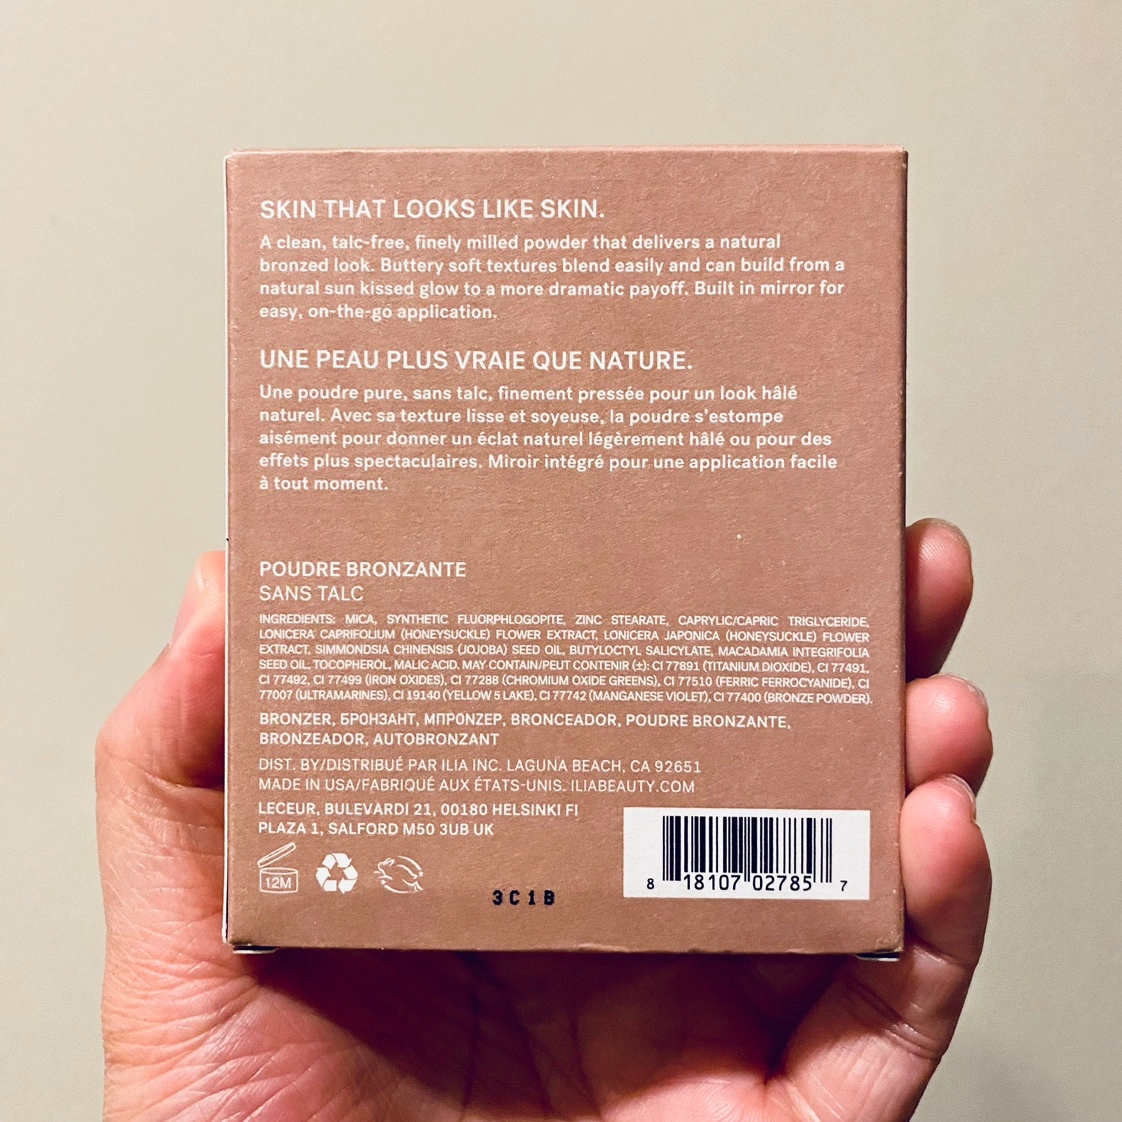 SKIN THAT LOOKS LIKE SKIN.
A clean, talc-free, finely milled powder that delivers a natural
bronzed look. Buttery soft textures blend easily and can build from a
natural sun kissed glow to a more dramatic payoff. Built in mirror for
easy, on-the-go application.
UNE PEAU PLUS VRAIE QUE NATURE.
Une poudre pure, sans talc, finement pressée pour un look hâlé
naturel. Avec sa texture lisse et soyeuse, la poudre s'estompe
aisément pour donner un éclat naturel légèrement hâlé ou pour des
effets plus spectaculaires. Miroir intégré pour une application facile
à tout moment.
POUDRE BRONZANTE
SANS TALC
INGREDIENTS: MICA, SYNTHETIC FLUORPHLOGOPITE, ZINC STEARATE, CAPRYLIC/CAPRIC TRIGLYCERIDE,
LONICERA CAPRIFOLIUM (HONEYSUCKLE) FLOWER EXTRACT, LONICERA JAPONICA (HONEYSUCKLE) FLOWER
EXTRACT, SIMMONDSIA CHINENSIS (JOJOBA) SEED OIL, BUTYLOCTYL SALICYLATE, MACADAMIA INTEGRIFOLIA
SEED OIL, TOCOPHEROL, MALIC ACID. MAY CONTAIN/PEUT CONTENIR (±): CI 77891 (TITANIUM DIOXIDE), CI 77491,
CI 77492, CI 77499 (IRON OXIDES), CI 77288 (CHROMIUM OXIDE GREENS), CI 77510 (FERRIC FERROCYANIDE), CI
77007 (ULTRAMARINES), CI 19140 (YELLOW 5 LAKE), CI 77742 (MANGANESE VIOLET), CI 77400 (BRONZE POWDER).
BRONZER, БРОНЗАНТ, МПРОNZEP, BRONCEADOR, POUDRE BRONZANTE,
BRONZEADOR, AUTOBRONZANT
DIST. BY/DISTRIBUÉ PAR ILIA INC. LAGUNA BEACH, CA 92651
MADE IN USA/FABRIQUÉ AUX ÉTATS-UNIS. ILIABEAUTY.COM
LECEUR, BULEVARDI 21, 00180 HELSINKI FI
PLAZA 1, SALFORD M50 3UB UK
12M
3C1B
8 18107 02785 7